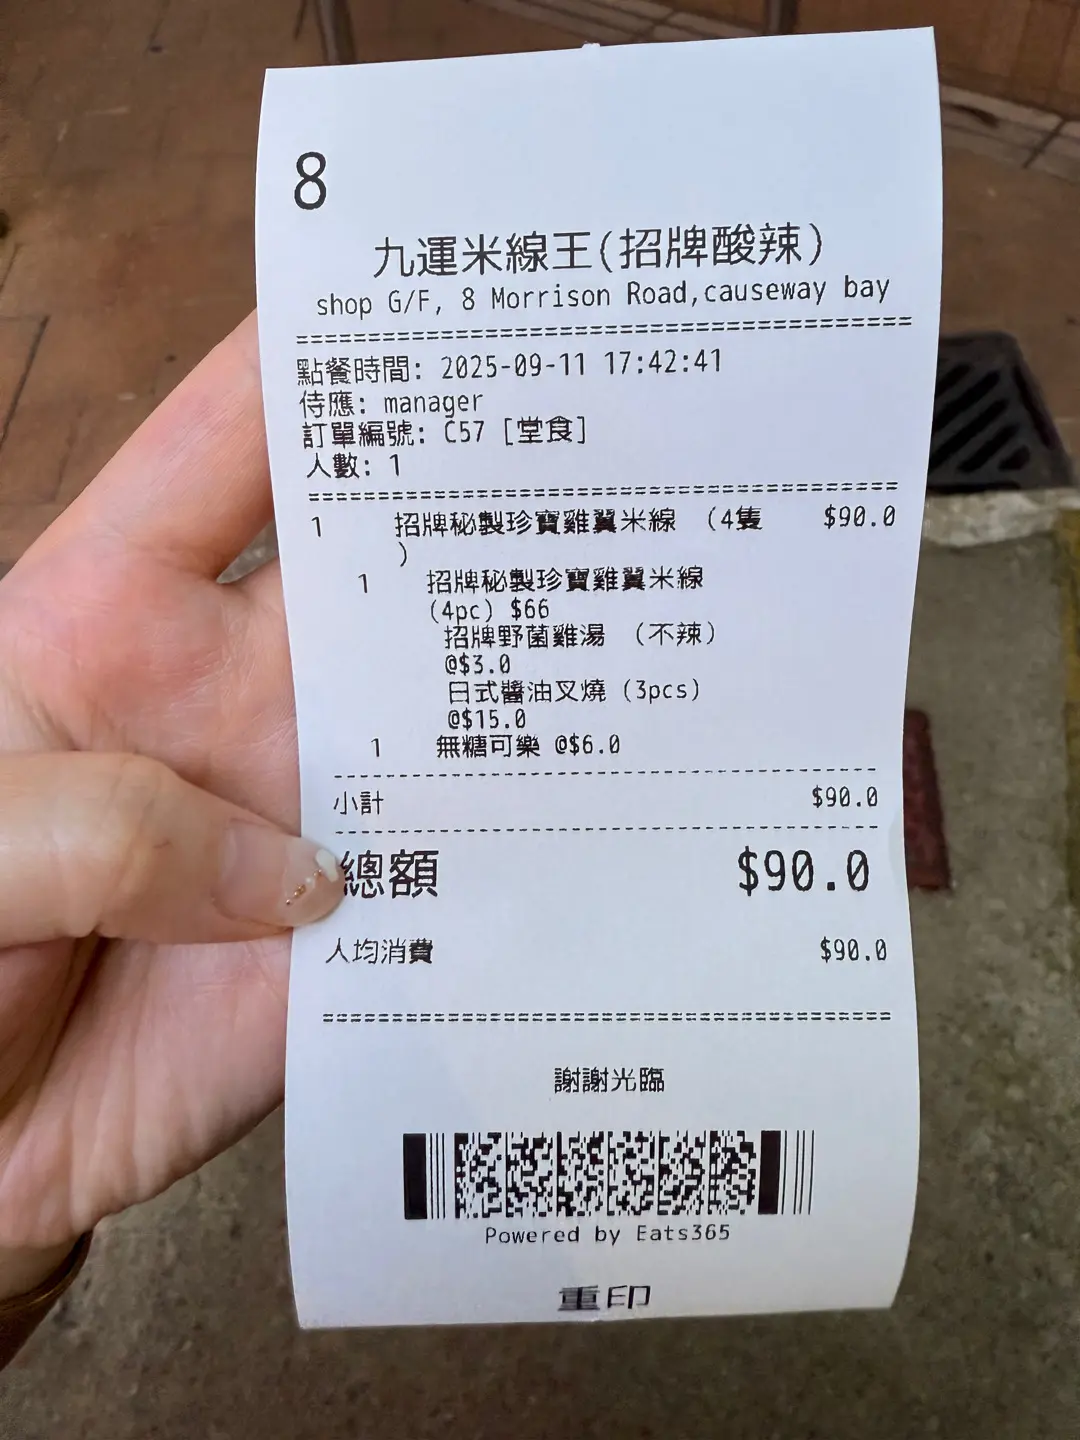 8
九運米線王(招牌酸辣)
shop G/F, 8 Morrison Road,causeway bay
==========================================
點餐時間: 2025-09-11 17:42:41
侍應: manager
訂單編號: C57 [堂食]
人數: 1
==========================================
1 招牌秘製珍寶雞翼米線 (4隻 $90.0
)
1 招牌秘製珍寶雞翼米線
(4pc) $66
招牌野菌雞湯 (不辣)
@$3.0
日式醬油叉燒 (3pcs)
@$15.0
1 無糖可樂 @$6.0
------------------------------------------
小計 $90.0
------------------------------------------
總額 $90.0
人均消費 $90.0
==========================================
謝謝光臨
Powered by Eats365
重印